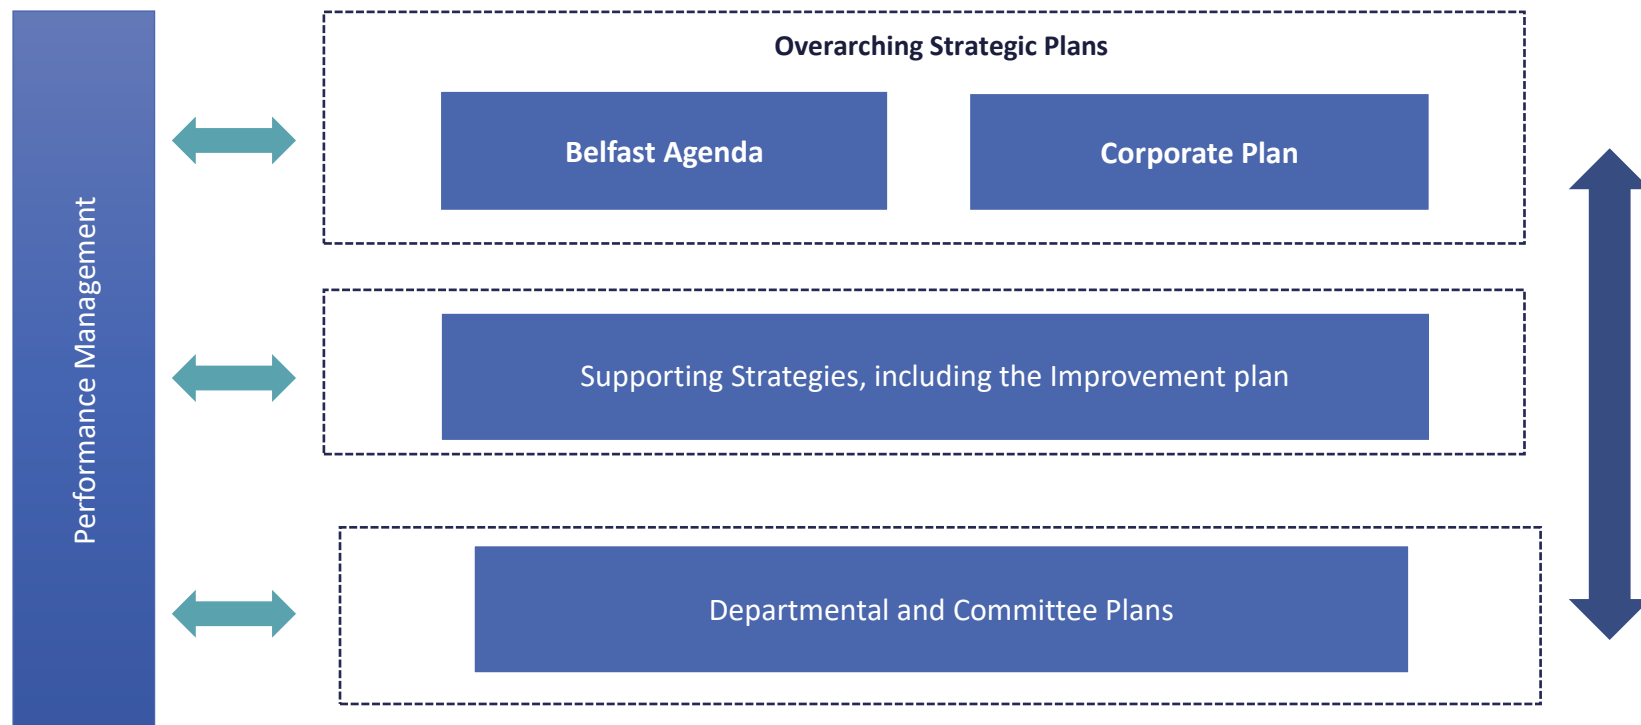 Overarching Strategic Plans
Belfast Agenda
Corporate Plan
Performance Management
Supporting Strategies, including the Improvement plan
Departmental and Committee Plans